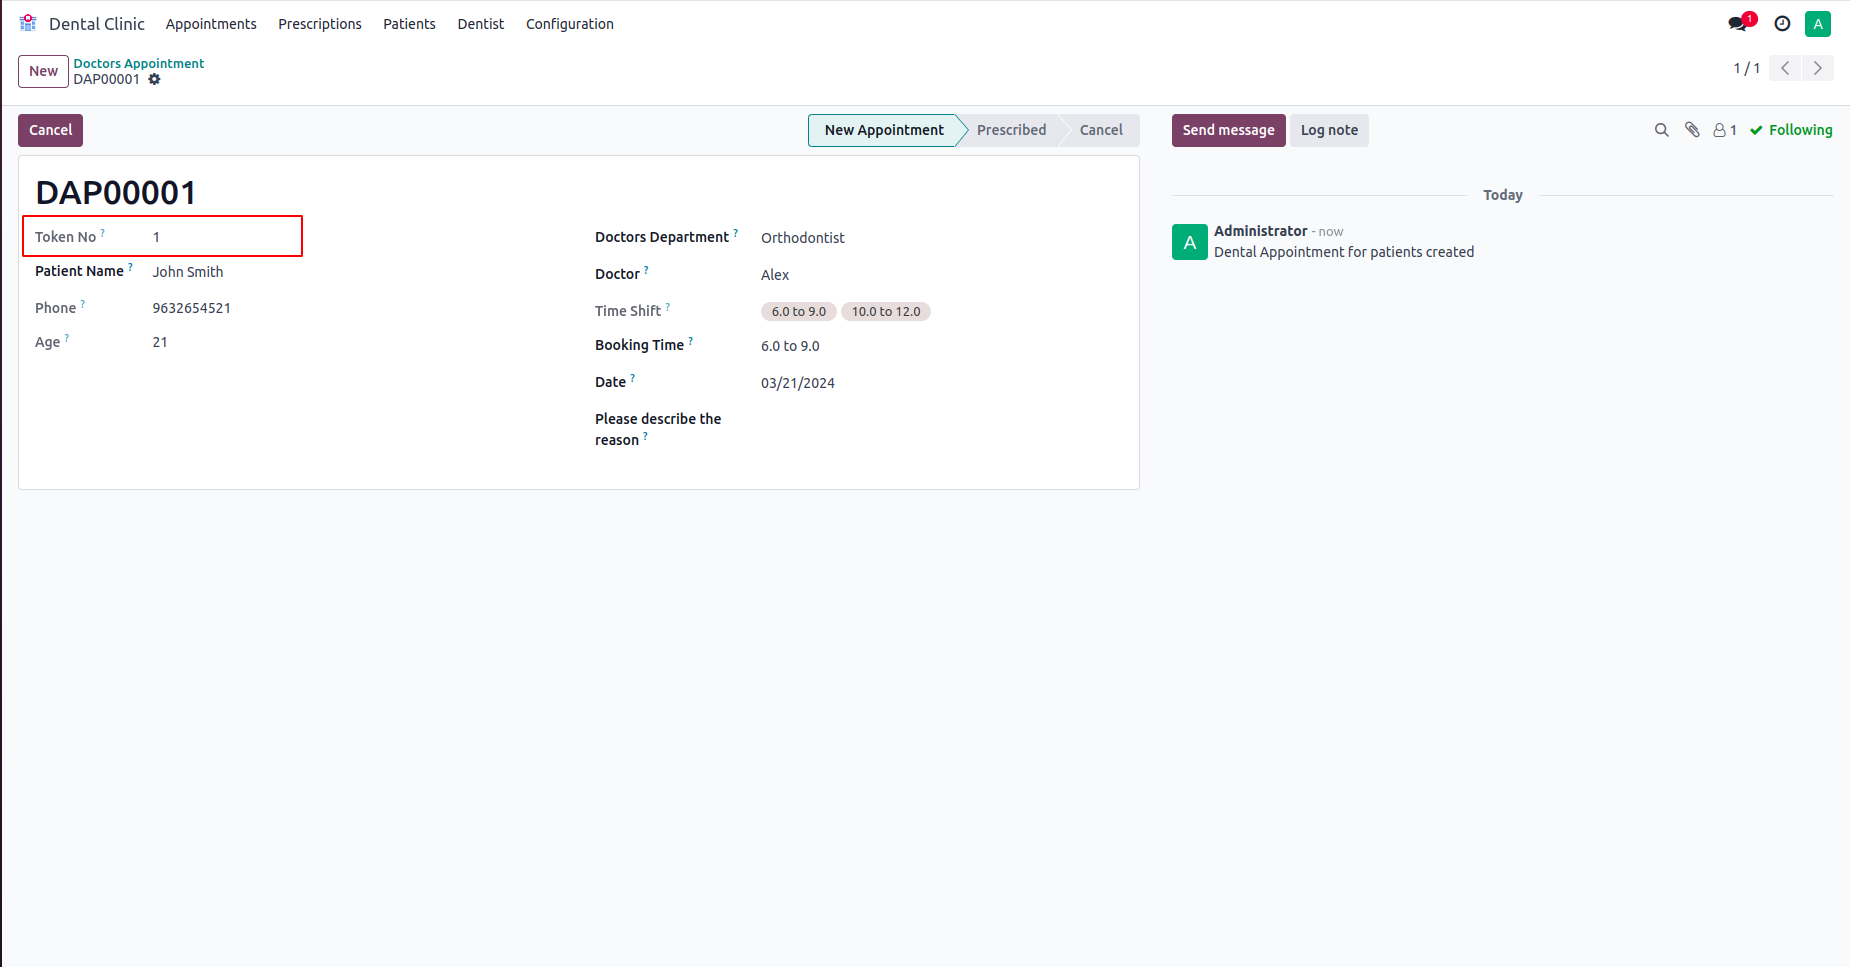 Dental Clinic Appointments Prescriptions Patients Dentist Configuration 1 A
New Doctors Appointment
DAP00001
1 / 1
Cancel New Appointment Prescribed Cancel Send message Log note 1 Following
DAP00001
Today
Token No ? 1
Patient Name ? John Smith
Phone ? 9632654521
Age ? 21
Doctors Department ? Orthodontist
Doctor ? Alex
Time Shift ? 6.0 to 9.0 10.0 to 12.0
Booking Time ? 6.0 to 9.0
Date ? 03/21/2024
Please describe the
reason ?
A Administrator - now
Dental Appointment for patients created